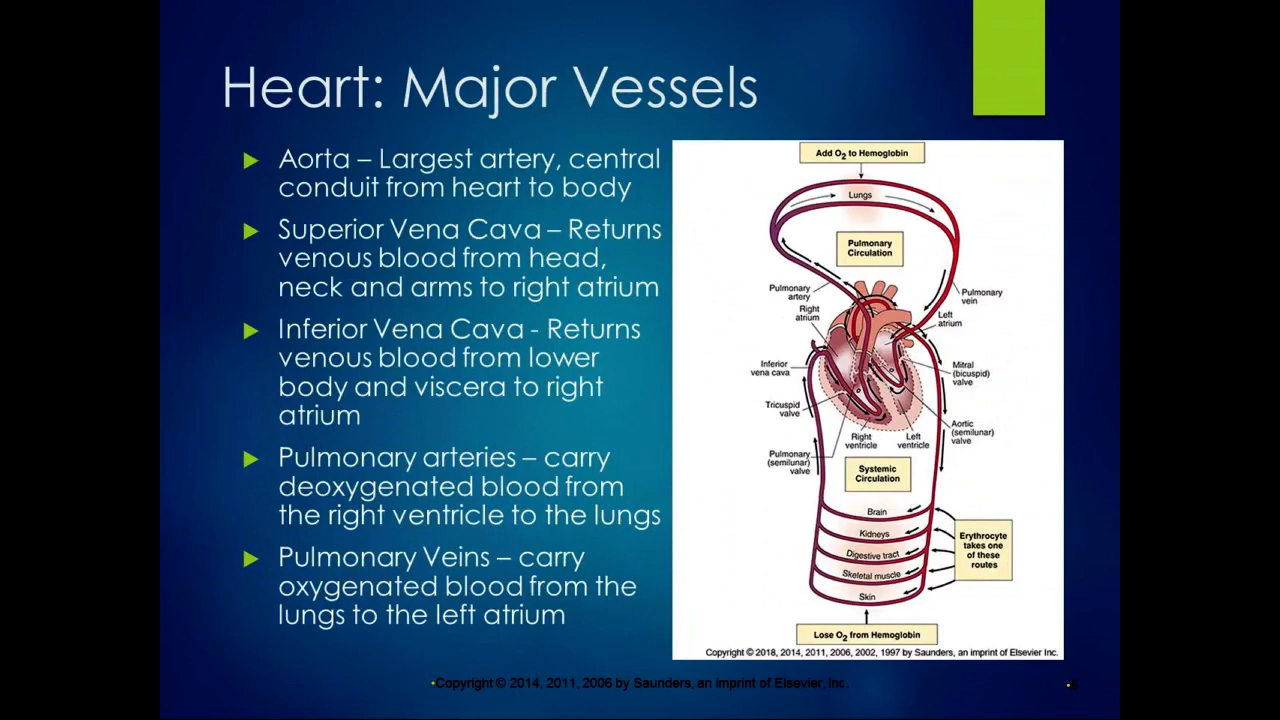 Heart: Major Vessels
Aorta – Largest artery, central
conduit from heart to body
Superior Vena Cava – Returns
venous blood from head,
neck and arms to right atrium
Inferior Vena Cava - Returns
venous blood from lower
body and viscera to right
atrium
Pulmonary arteries – carry
deoxygenated blood from
the right ventricle to the lungs
Pulmonary Veins – carry
oxygenated blood from the
lungs to the left atrium
Add O2 to Hemoglobin
Lungs
Pulmonary
Circulation
Pulmonary
artery
Pulmonary
vein
Right
atrium
Left
atrium
Inferior
vena cava
Mitral
(bicuspid)
valve
Tricuspid
valve
Aortic
(semilunar)
valve
Right
ventricle
Left
ventricle
Pulmonary
(semilunar)
valve
Systemic
Circulation
Brain
Kidneys
Digestive tract
Skeletal muscle
Skin
Erythrocyte
takes one
of these
routes
Lose O2 from Hemoglobin
Copyright © 2018, 2014, 2011, 2006, 2002, 1997 by Saunders, an imprint of Elsevier Inc.
•Copyright © 2014, 2011, 2006 by Saunders, an imprint of Elsevier, Inc.